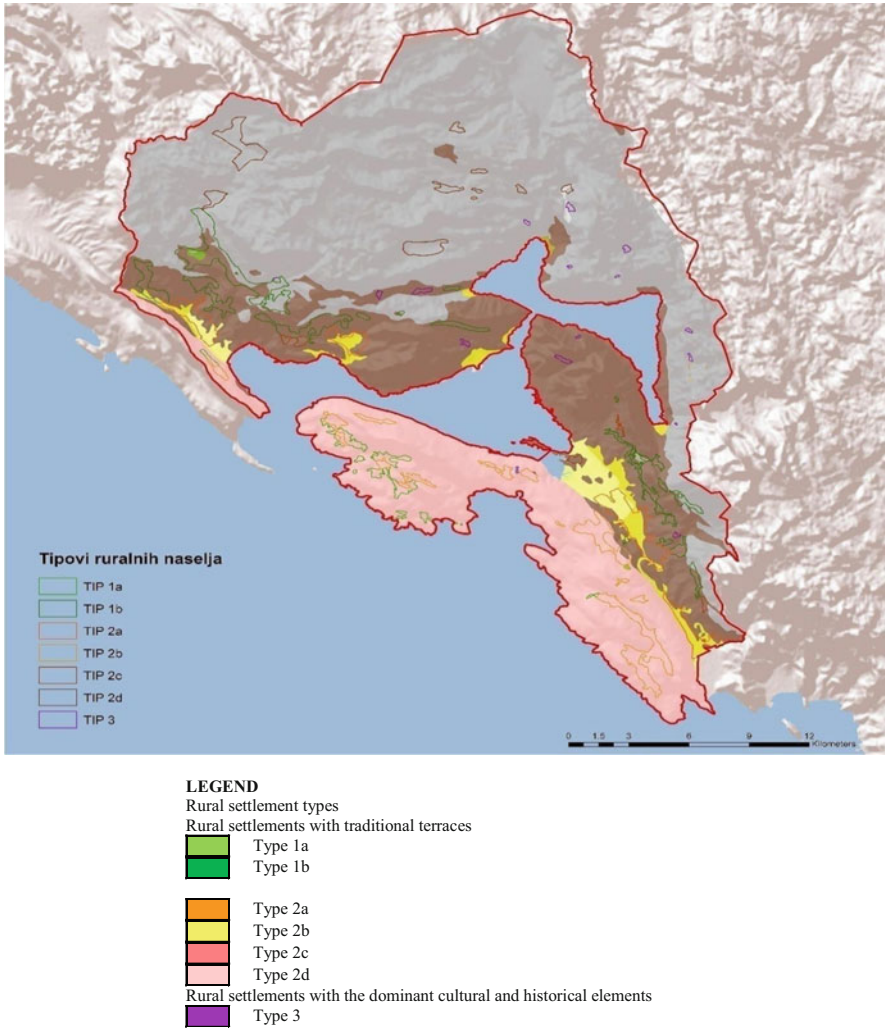 Tipovi ruralnih naselja
TIP 1a
TIP 1b
TIP 2a
TIP 2b
TIP 2c
TIP 2d
TIP 3
0 1.5 3 6 9 12
Kilometers
LEGEND
Rural settlement types
Rural settlements with traditional terraces
Type 1a
Type 1b
Type 2a
Type 2b
Type 2c
Type 2d
Rural settlements with the dominant cultural and historical elements
Type 3